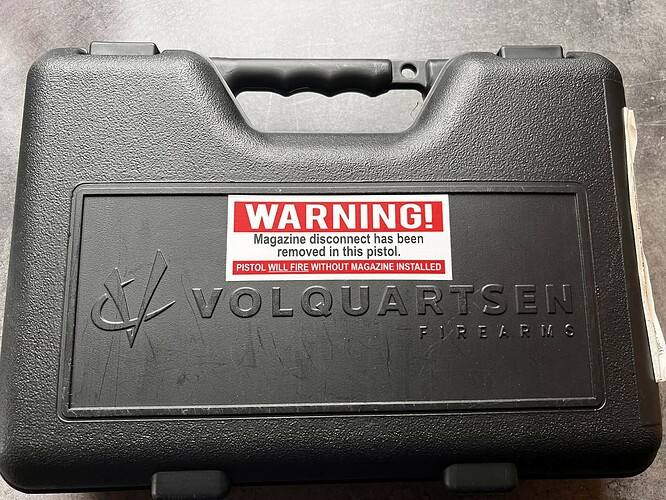 WARNING!
Magazine disconnect has been
removed in this pistol.
PISTOL WILL FIRE WITHOUT MAGAZINE INSTALLED
VOLQUARTSEN
FIREARMS